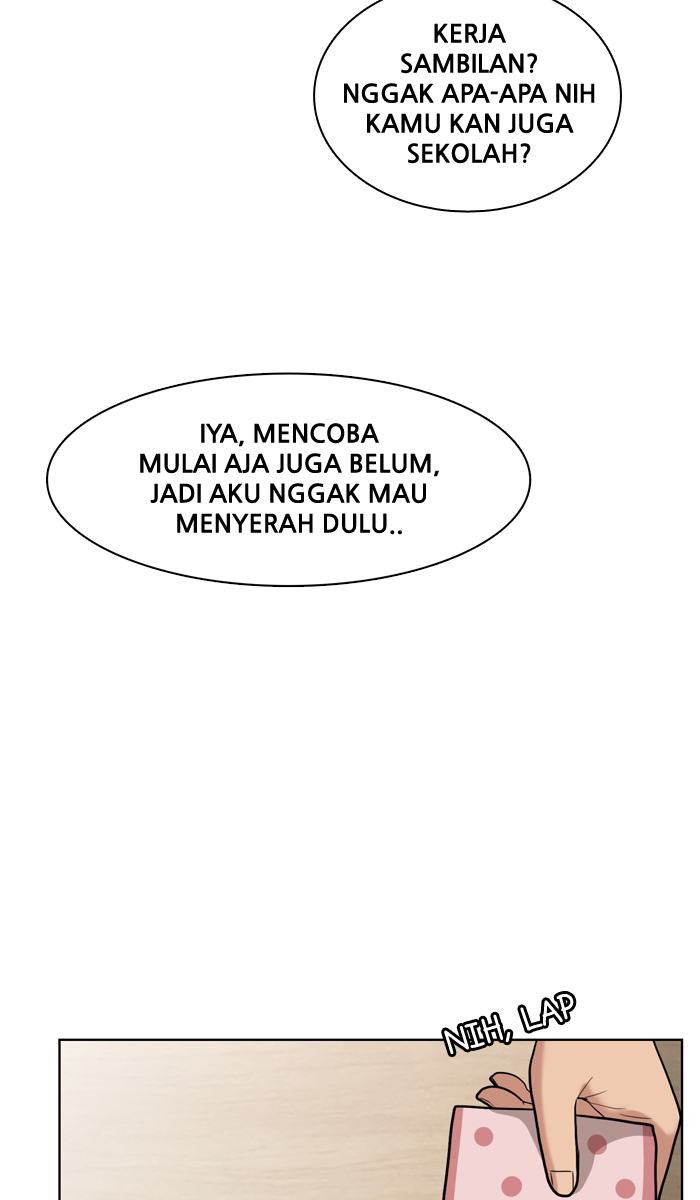 KERJA
SAMBILAN?
NGGAK APA-APA NIH
KAMU KAN JUGA
SEKOLAH?
IYA, MENCOBA
MULAI AJA JUGA BELUM,
JADI AKU NGGAK MAU
MENYERAH DULU..
NIH, LAP